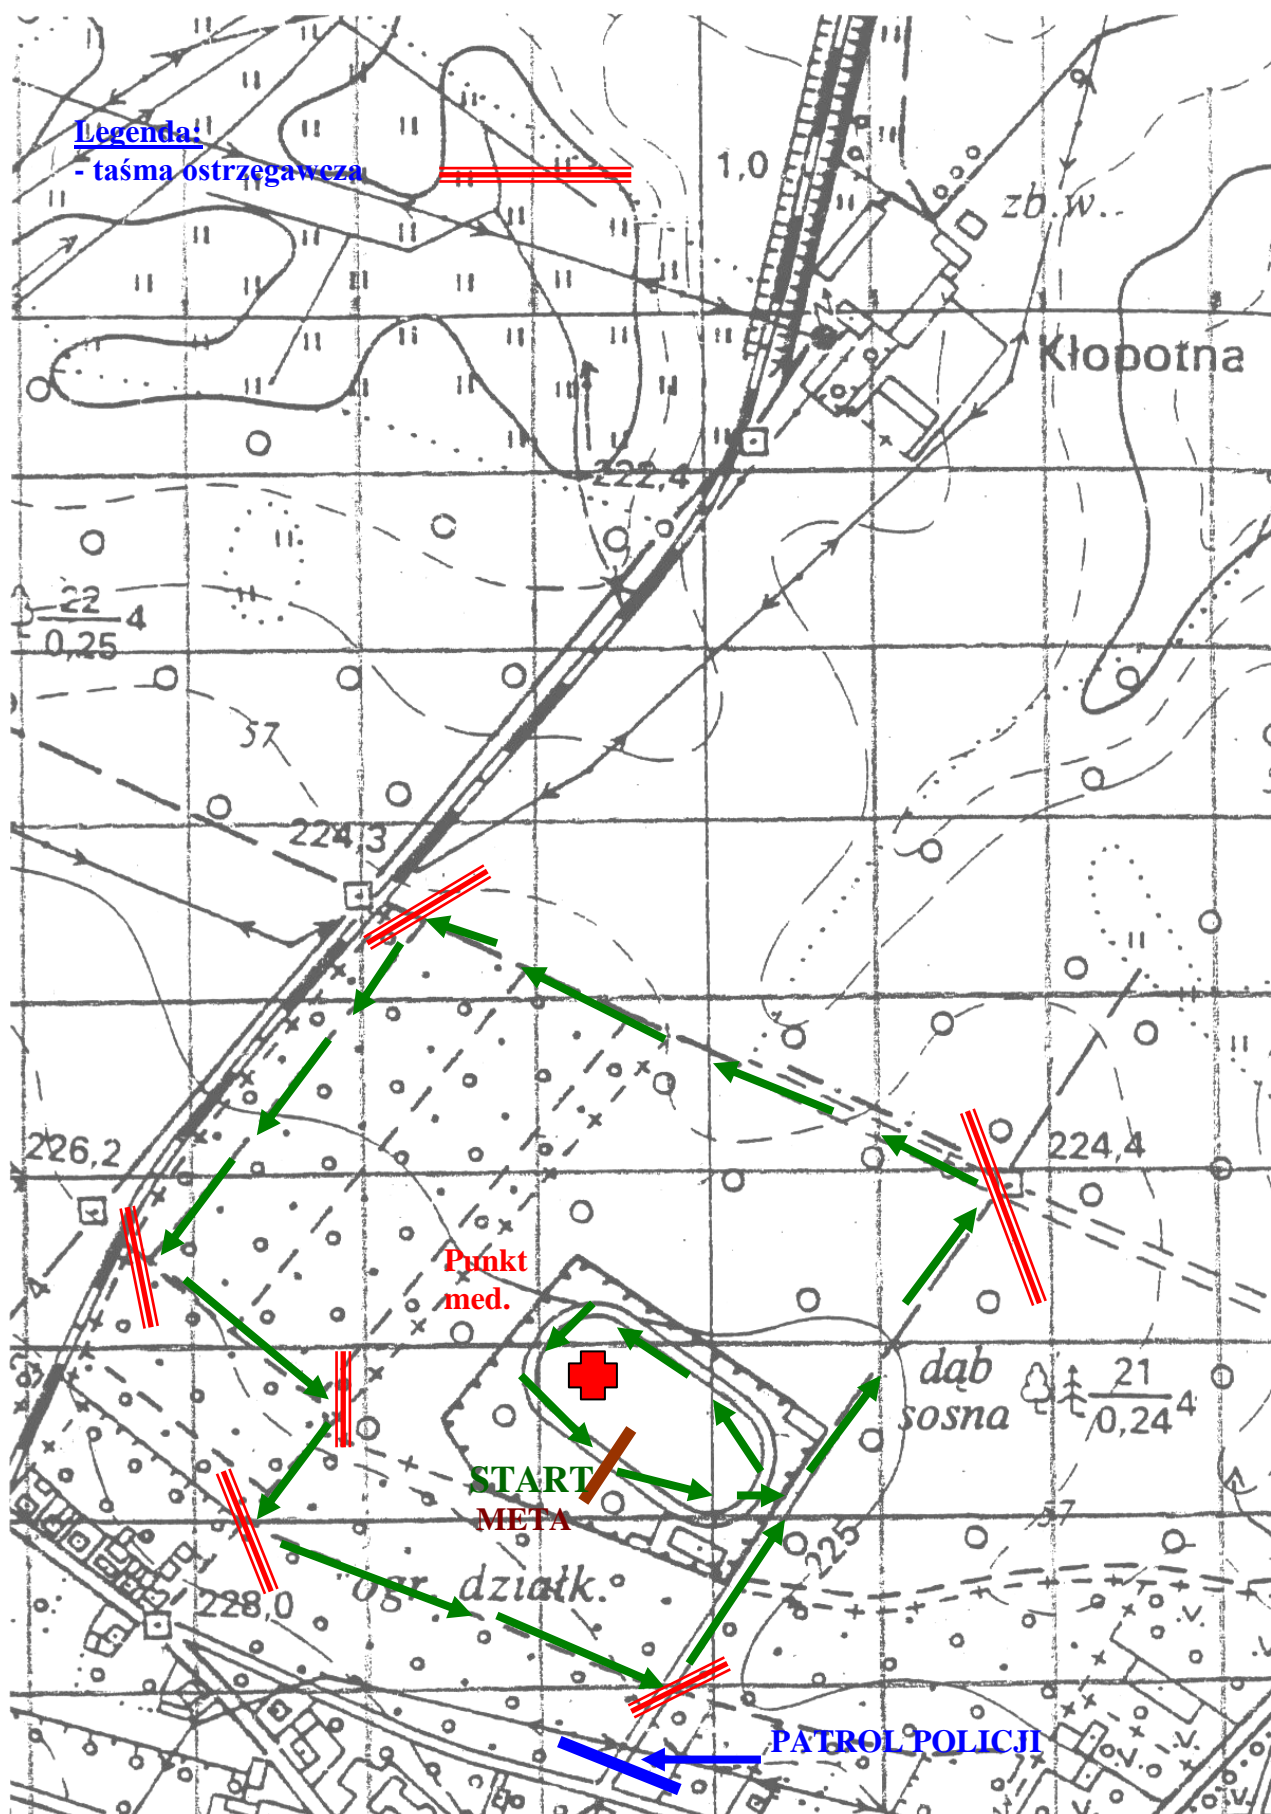 Legenda:
- taśma ostrzegawcza
1,0
zb.w.
Kłopotna
222,4
22
0,25
4
57
224,3
226,2
224,4
Punkt
med.
4
dąb
sosna
21
0,24
4
START
META
57
225
ogr. działk.
228,0
PATROL POLICJI